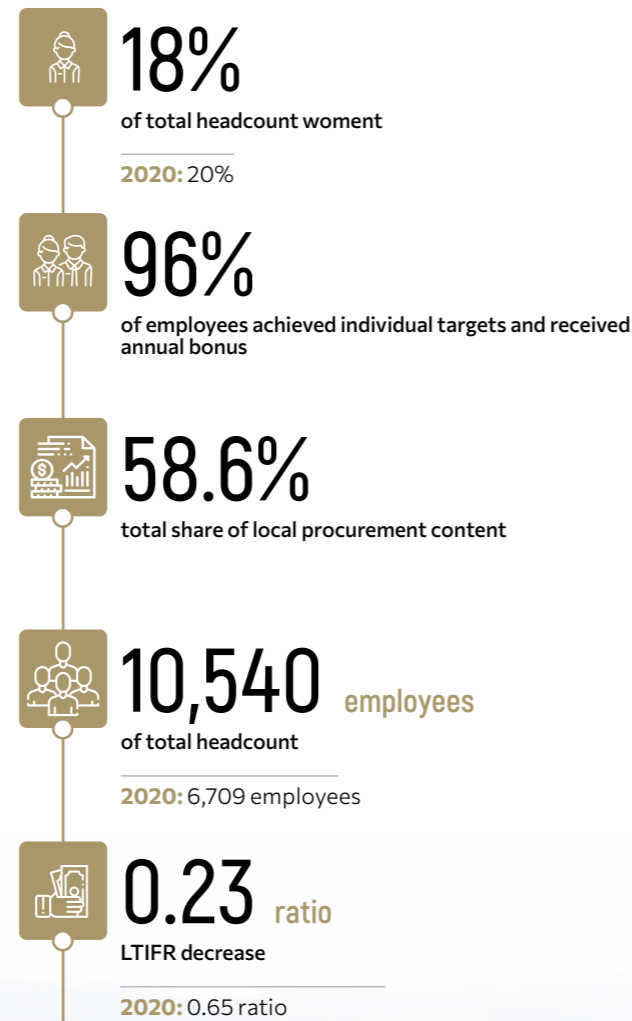 18%
of total headcount woment
2020: 20%
96%
of employees achieved individual targets and received
annual bonus
$
58.6%
total share of local procurement content
10,540 employees
of total headcount
2020: 6,709 employees
0.23 ratio
LTIFR decrease
2020: 0.65 ratio